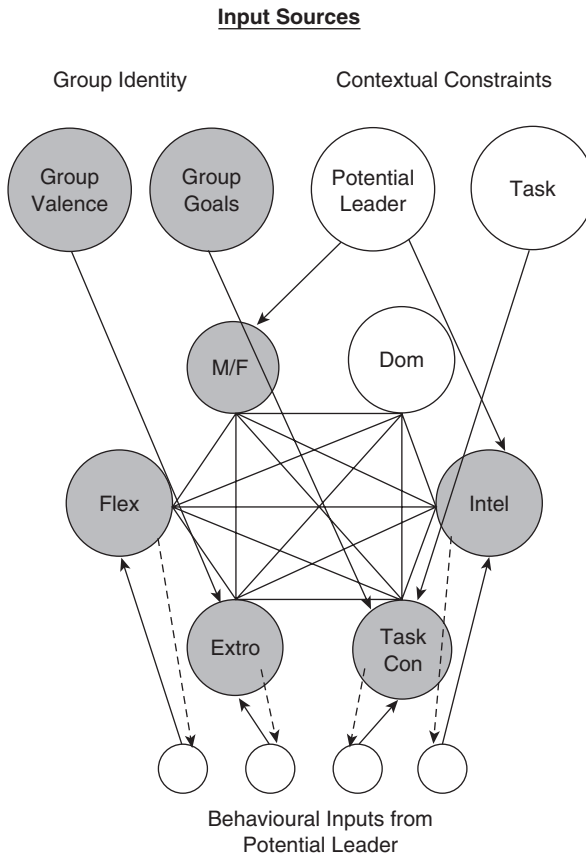 Input Sources
Group Identity
Contextual Constraints
Group
Valence
Group
Goals
Potential
Leader
Task
M/F
Dom
Flex
Intel
Extro
Task
Con
Behavioural Inputs from
Potential Leader